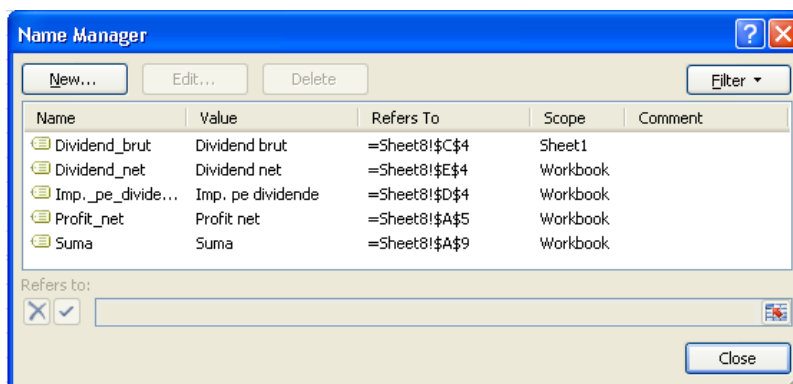 Name Manager
New... Edit... Delete Filter
Name Value Refers To Scope Comment
Dividend_brut Dividend brut =Sheet8!$C$4 Sheet1
Dividend_net Dividend net =Sheet8!$E$4 Workbook
Imp._pe_divide... Imp. pe dividende =Sheet8!$D$4 Workbook
Profit_net Profit net =Sheet8!$A$5 Workbook
Suma Suma =Sheet8!$A$9 Workbook
Refers to:
Close